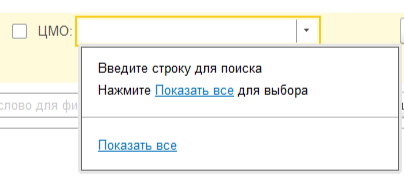 ЦМО:
Введите строку для поиска
Нажмите Показать все для выбора
слово для фи
Показать все